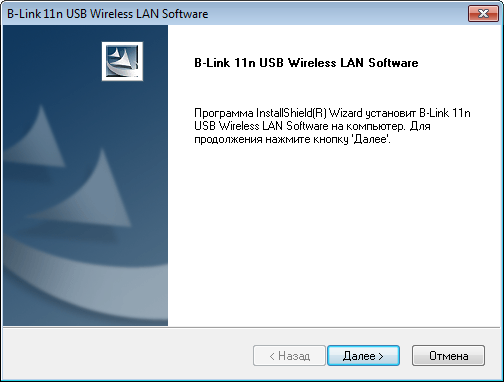 B-Link 11n USB Wireless LAN Software
B-Link 11n USB Wireless LAN Software
Программа InstallShield(R) Wizard установит B-Link 11n
USB Wireless LAN Software на компьютер. Для
продолжения нажмите кнопку 'Далее'.
< Назад Далее > Отмена